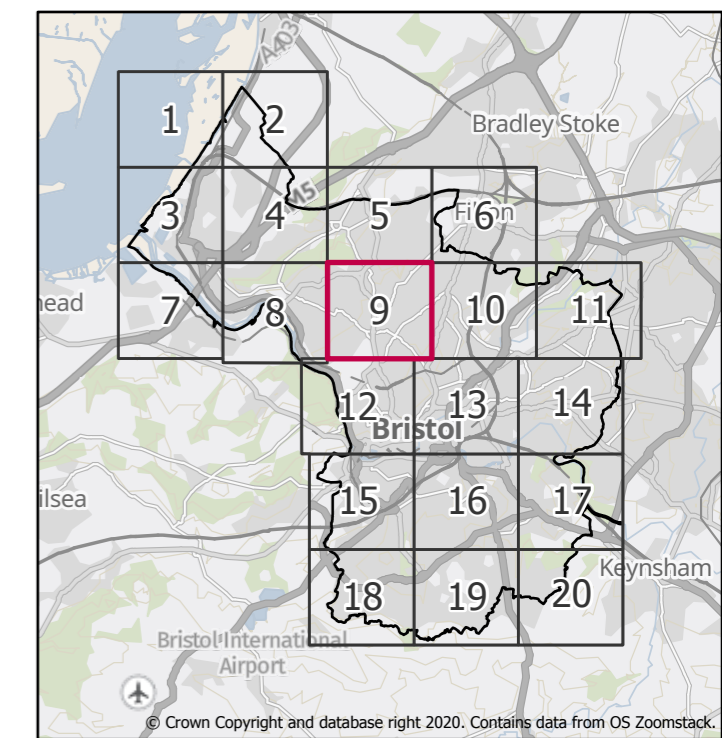 A403
1
2
Bradley Stoke
M5
3
4
5
Filton
6
ead
7
8
9
10
11
12
13
14
Bristol
ilsea
15
16
17
Keynsham
18
19
20
Bristol International
Airport
© Crown Copyright and database right 2020. Contains data from OS Zoomstack.